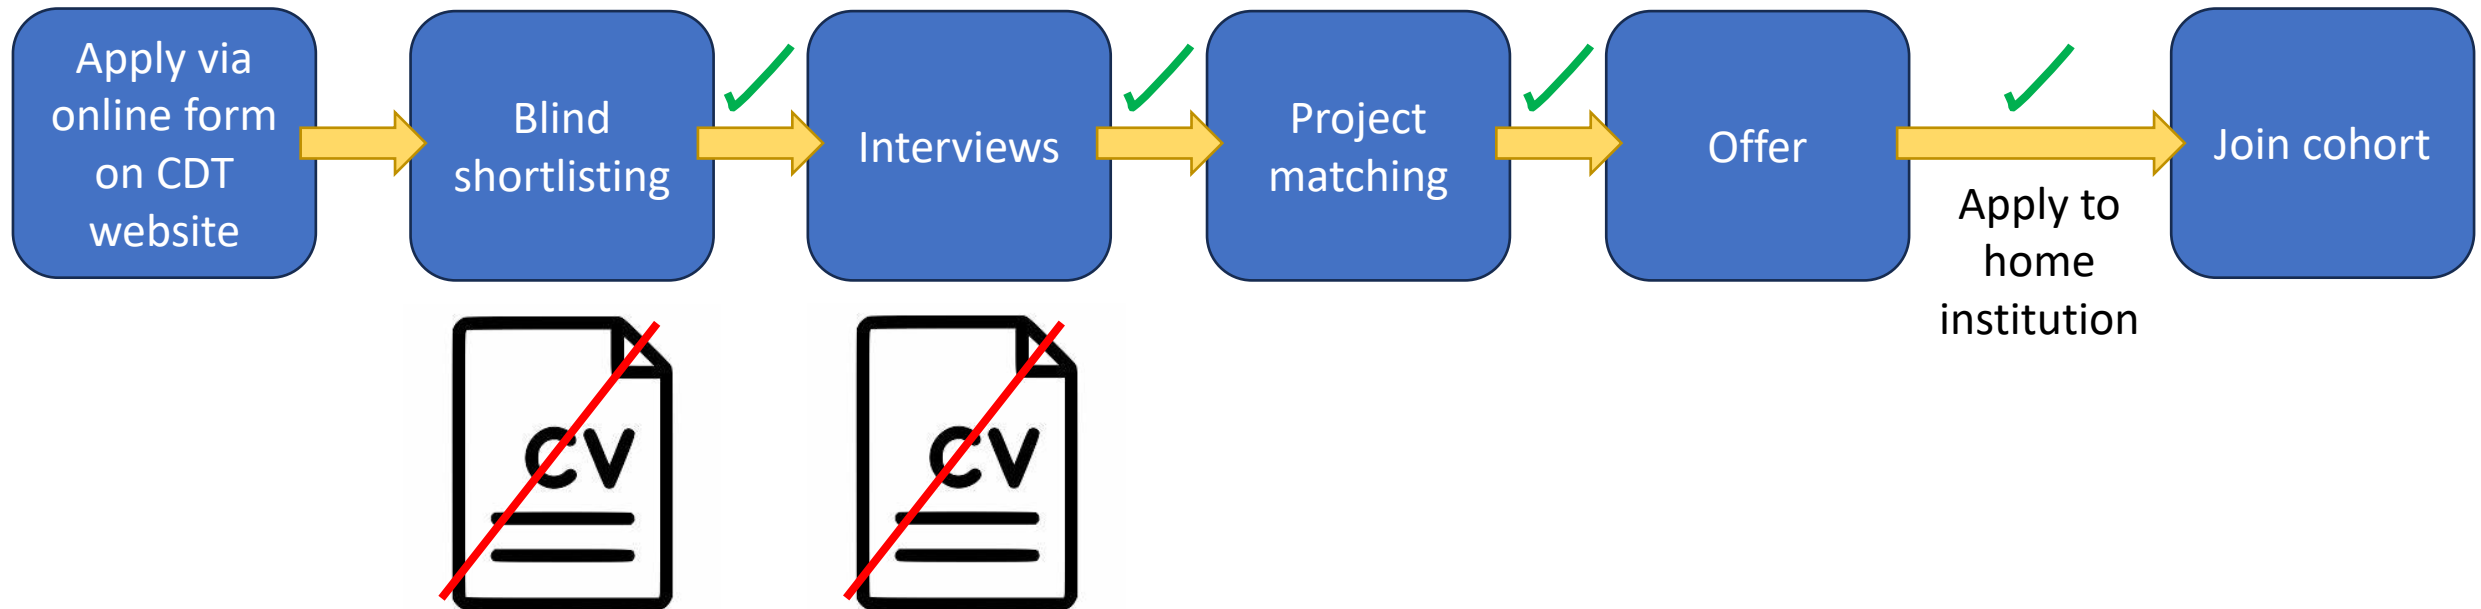 Apply via
online form
on CDT
website
Blind
shortlisting
Interviews
Project
matching
Offer
Apply to
home
institution
Join cohort
CV
CV